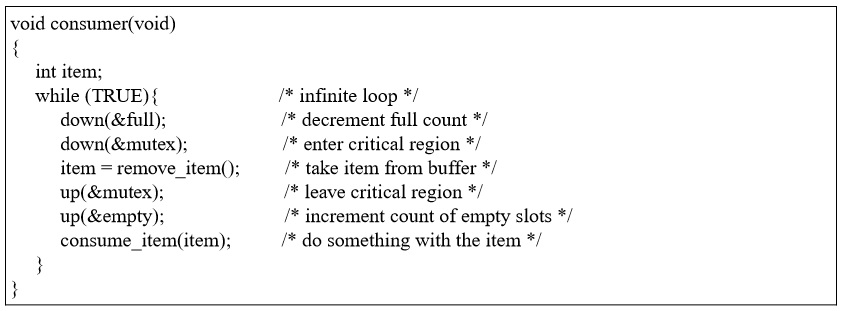 void consumer(void)
{
int item;
while (TRUE){ /* infinite loop */
down(&full); /* decrement full count */
down(&mutex); /* enter critical region */
item = remove_item(); /* take item from buffer */
up(&mutex); /* leave critical region */
up(&empty); /* increment count of empty slots */
consume_item(item); /* do something with the item */
}
}